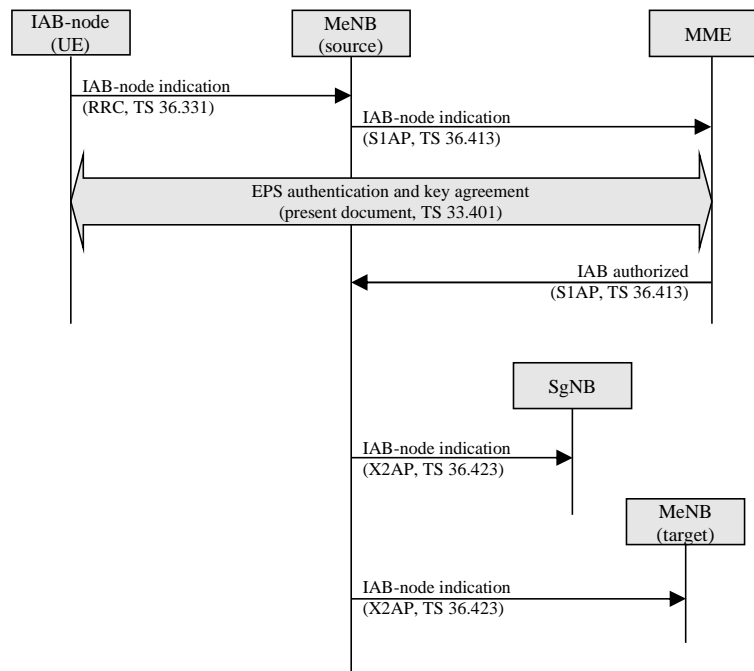 IAB-node
(UE)
MeNB
(source)
MME
IAB-node indication
(RRC, TS 36.331)
IAB-node indication
(S1AP, TS 36.413)
EPS authentication and key agreement
(present document, TS 33.401)
IAB authorized
(S1AP, TS 36.413)
SgNB
IAB-node indication
(X2AP, TS 36.423)
MeNB
(target)
IAB-node indication
(X2AP, TS 36.423)